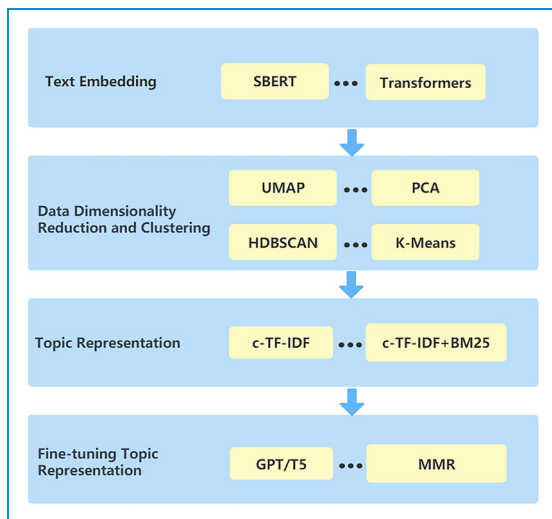 Text Embedding
SBERT ••• Transformers
UMAP ••• PCA
Data Dimensionality
Reduction and Clustering
HDBSCAN ••• K-Means
Topic Representation
c-TF-IDF ••• c-TF-IDF+BM25
Fine-tuning Topic
Representation
GPT/T5 ••• MMR